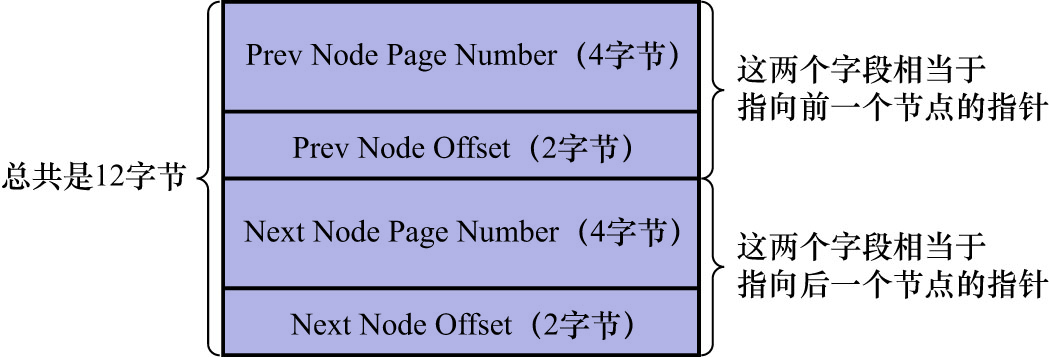 总共是12字节
Prev Node Page Number（4字节）
Prev Node Offset（2字节）
Next Node Page Number（4字节）
Next Node Offset（2字节）
这两个字段相当于
指向前一个节点的指针
这两个字段相当于
指向后一个节点的指针